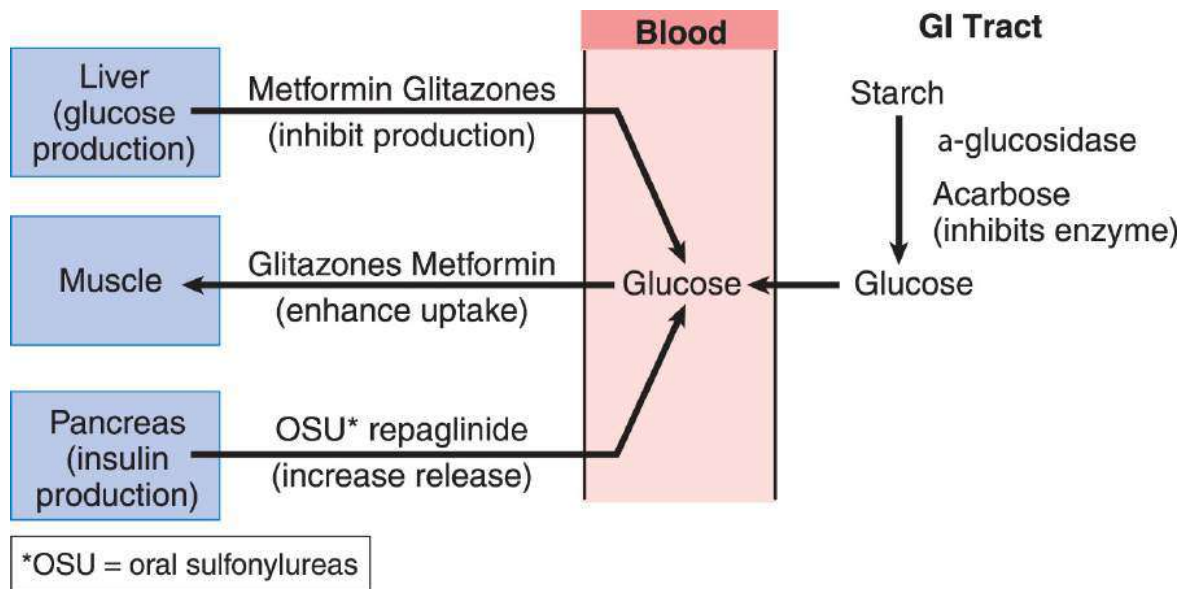 Blood
GI Tract
Liver
(glucose
production)
Metformin Glitazones
(inhibit production)
Starch
a-glucosidase
Acarbose
(inhibits enzyme)
Muscle
Glitazones Metformin
(enhance uptake)
Glucose
Glucose
Pancreas
(insulin
production)
OSU* repaglinide
(increase release)
*OSU = oral sulfonylureas